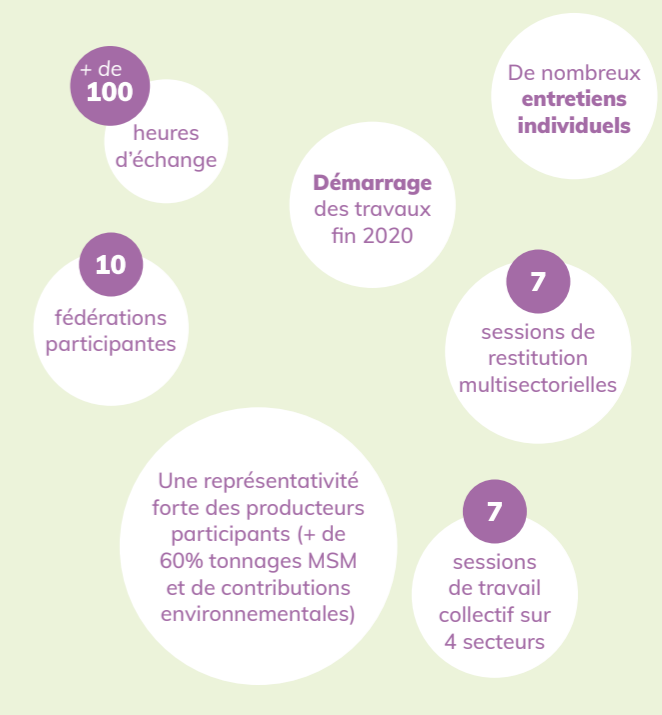 + de
100
heures
d'échange
De nombreux
entretiens
individuels
Démarrage
des travaux
fin 2020
10
fédérations
participantes
7
sessions de
restitution
multisectorielles
Une représentativité
forte des producteurs
participants (+ de
60% tonnages MSM
et de contributions
environnementales)
7
sessions
de travail
collectif sur
4 secteurs